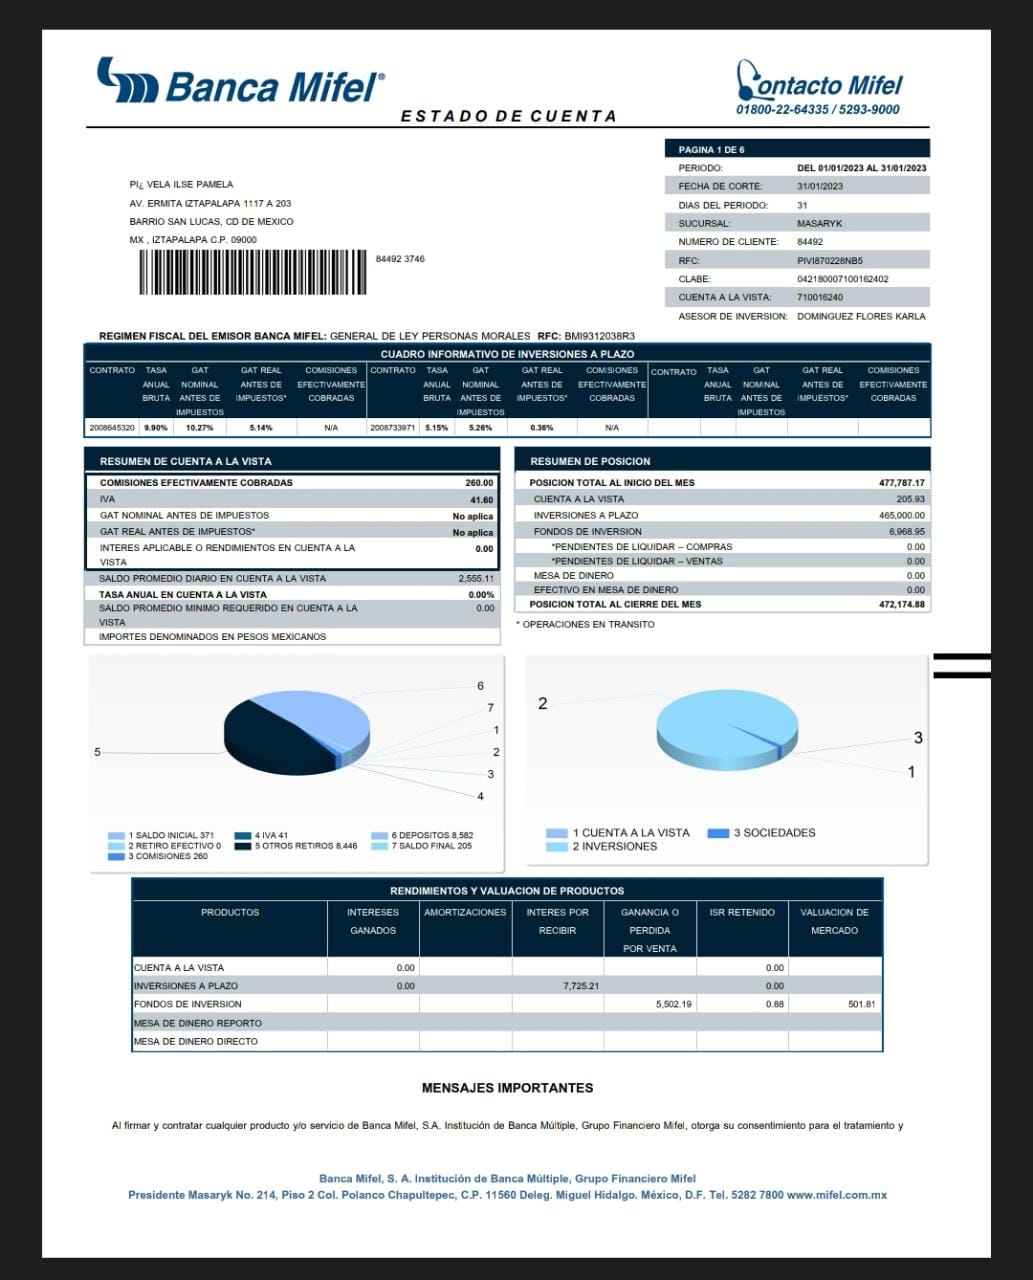 Banca Mifel®
Contacto Mifel
01800-22-64335 / 5293-9000
ESTADO DE CUENTA
PAGINA 1 DE 6
PERIODO: DEL 01/01/2023 AL 31/01/2023
FECHA DE CORTE: 31/01/2023
DIAS DEL PERIODO: 31
SUCURSAL: MASARYK
NUMERO DE CLIENTE: 84492
RFC: PIVI870228NB5
CLABE: 042180007100162402
CUENTA A LA VISTA: 710016240
ASESOR DE INVERSION: DOMINGUEZ FLORES KARLA
PI¿ VELA ILSE PAMELA
AV. ERMITA IZTAPALAPA 1117 A 203
BARRIO SAN LUCAS, CD DE MEXICO
MX , IZTAPALAPA C.P. 09000
84492 3746
REGIMEN FISCAL DEL EMISOR BANCA MIFEL: GENERAL DE LEY PERSONAS MORALES RFC: BMI9312038R3
CUADRO INFORMATIVO DE INVERSIONES A PLAZO
CONTRATO TASA GAT GAT REAL COMISIONES CONTRATO TASA GAT GAT REAL COMISIONES CONTRATO TASA GAT GAT REAL COMISIONES
ANUAL NOMINAL ANTES DE EFECTIVAMENTE ANUAL NOMINAL ANTES DE EFECTIVAMENTE ANUAL NOMINAL ANTES DE EFECTIVAMENTE
BRUTA ANTES DE IMPUESTOS* COBRADAS BRUTA ANTES DE IMPUESTOS* COBRADAS BRUTA ANTES DE IMPUESTOS* COBRADAS
IMPUESTOS IMPUESTOS IMPUESTOS
2008645320 9.90% 10.27% 5.14% N/A 2008733971 5.15% 5.26% 0.36% N/A
RESUMEN DE CUENTA A LA VISTA
COMISIONES EFECTIVAMENTE COBRADAS 260.00
IVA 41.60
GAT NOMINAL ANTES DE IMPUESTOS No aplica
GAT REAL ANTES DE IMPUESTOS* No aplica
INTERES APLICABLE O RENDIMIENTOS EN CUENTA A LA 0.00
VISTA
SALDO PROMEDIO DIARIO EN CUENTA A LA VISTA 2,555.11
TASA ANUAL EN CUENTA A LA VISTA 0.00%
SALDO PROMEDIO MINIMO REQUERIDO EN CUENTA A LA 0.00
VISTA
IMPORTES DENOMINADOS EN PESOS MEXICANOS
RESUMEN DE POSICION
POSICION TOTAL AL INICIO DEL MES 477,787.17
CUENTA A LA VISTA 205.93
INVERSIONES A PLAZO 465,000.00
FONDOS DE INVERSION 6,968.95
*PENDIENTES DE LIQUIDAR – COMPRAS 0.00
*PENDIENTES DE LIQUIDAR – VENTAS 0.00
MESA DE DINERO 0.00
EFECTIVO EN MESA DE DINERO 0.00
POSICION TOTAL AL CIERRE DEL MES 472,174.88
* OPERACIONES EN TRANSITO
6
7
1
5
2
3
4
1 SALDO INICIAL 371 4 IVA 41 6 DEPOSITOS 8,582
2 RETIRO EFECTIVO 0 5 OTROS RETIROS 8,446 7 SALDO FINAL 205
3 COMISIONES 260
2
3
1
1 CUENTA A LA VISTA 3 SOCIEDADES
2 INVERSIONES
RENDIMIENTOS Y VALUACION DE PRODUCTOS
PRODUCTOS INTERESES AMORTIZACIONES INTERES POR GANANCIA O ISR RETENIDO VALUACION DE
GANADOS RECIBIR PERDIDA MERCADO
POR VENTA
CUENTA A LA VISTA 0.00 0.00
INVERSIONES A PLAZO 0.00 7,725.21 0.00
FONDOS DE INVERSION 5,502.19 0.88 501.81
MESA DE DINERO REPORTO
MESA DE DINERO DIRECTO
MENSAJES IMPORTANTES
Al firmar y contratar cualquier producto y/o servicio de Banca Mifel, S.A. Institución de Banca Múltiple, Grupo Financiero Mifel, otorga su consentimiento para el tratamiento y
Banca Mifel, S. A. Institución de Banca Múltiple, Grupo Financiero Mifel
Presidente Masaryk No. 214, Piso 2 Col. Polanco Chapultepec, C.P. 11560 Deleg. Miguel Hidalgo. México, D.F. Tel. 5282 7800 www.mifel.com.mx